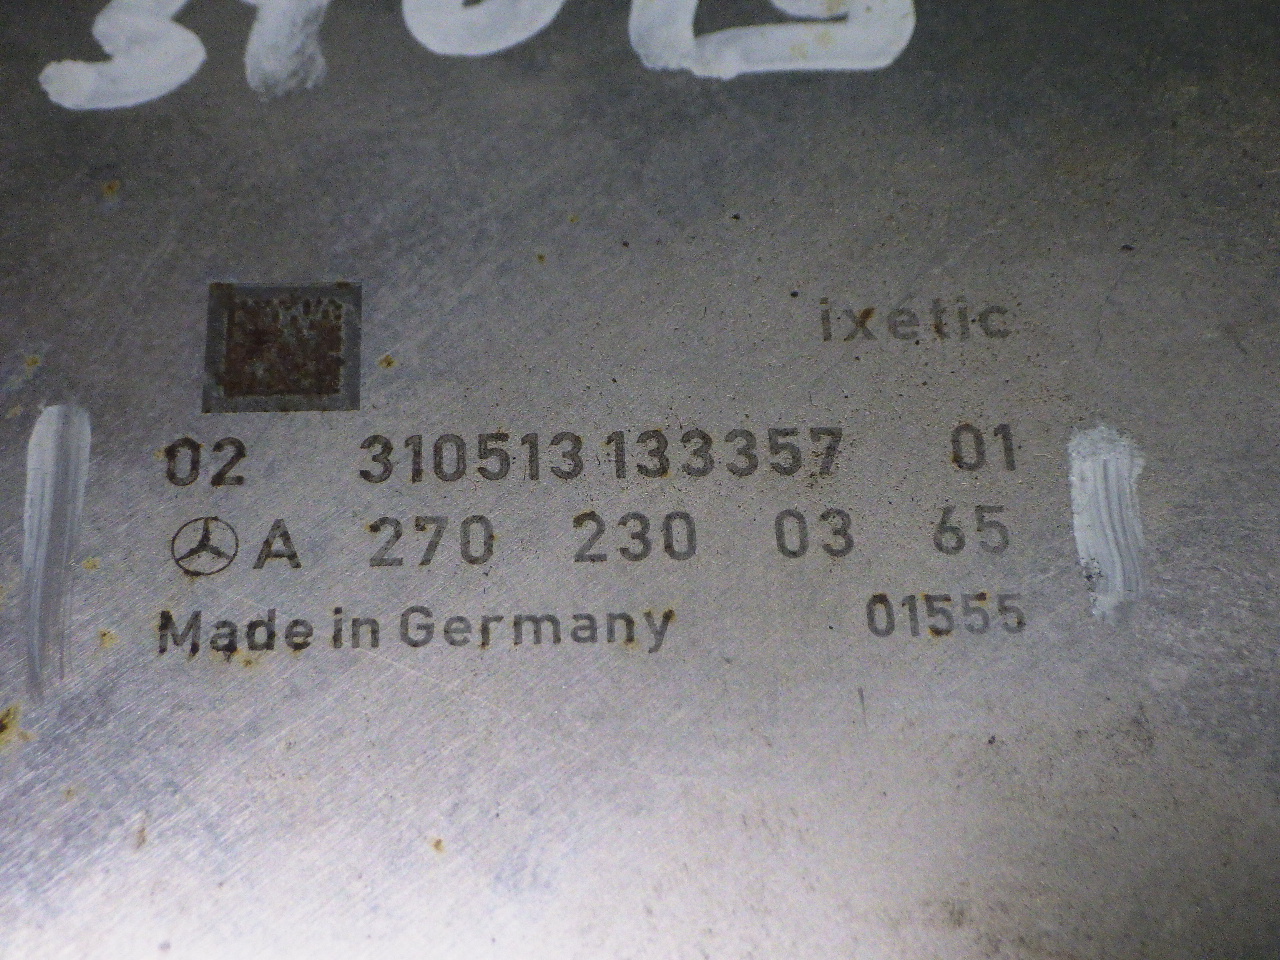 ixetic
02 310513 133357 01
A 270 230 03 65
Made in Germany 01555